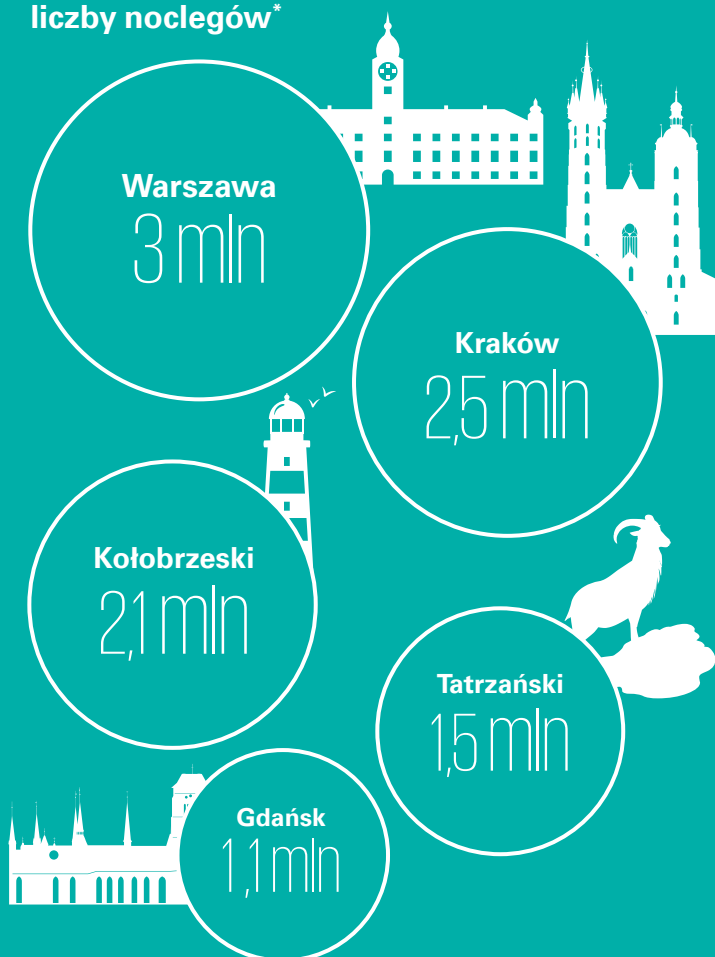 liczby noclegów*
Warszawa
3 mln
Kraków
2,5 mln
Kołobrzeski
2,1 mln
Tatrzański
1,5 mln
Gdańsk
1,1 mln